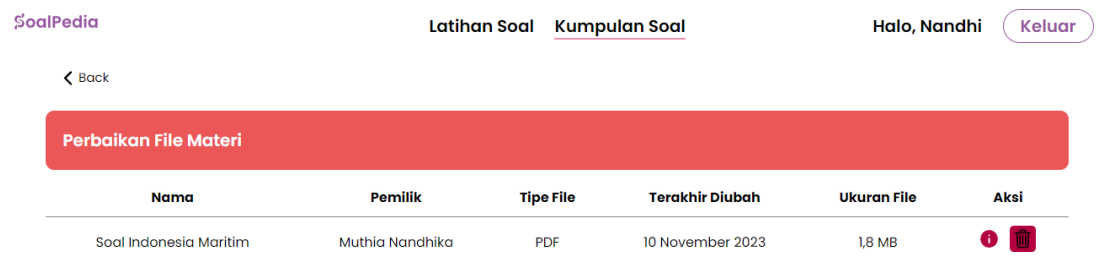 SoalPedia Latihan Soal Kumpulan Soal Halo, Nandhi Keluar
Back
Perbaikan File Materi
Nama Pemilik Tipe File Terakhir Diubah Ukuran File Aksi
Soal Indonesia Maritim Muthia Nandhika PDF 10 November 2023 1,8 MB